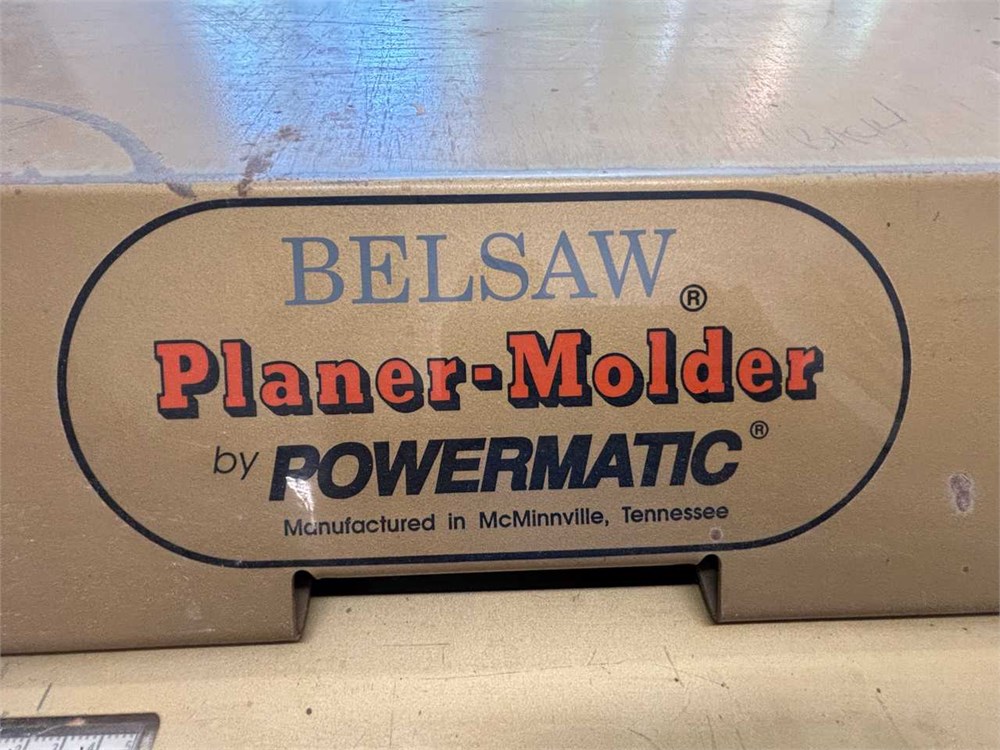 BELSAW®
Planer-Molder
by POWERMATIC®
Manufactured in McMinnville, Tennessee